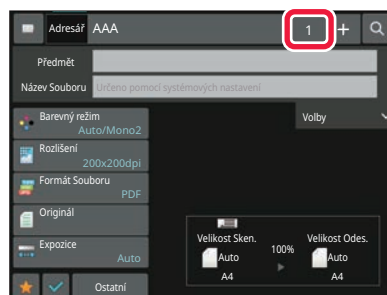 Adresář AAA 1 +
Předmět
Název Souboru Určeno pomocí systémových nastavení
Barevný režim
Auto/Mono2
Volby
Rozlišení
200x200dpi
Formát Souboru
PDF
Originál
Expozice
Auto
Velikost Sken.
Auto
A4
100%
Velikost Odes.
Auto
A4
Ostatní